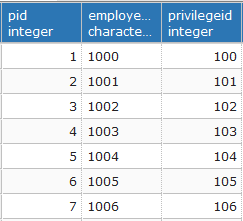 pid employe... privilegeid
integer characte... integer
1 1000 100
2 1001 101
3 1002 102
4 1003 103
5 1004 104
6 1005 105
7 1006 106